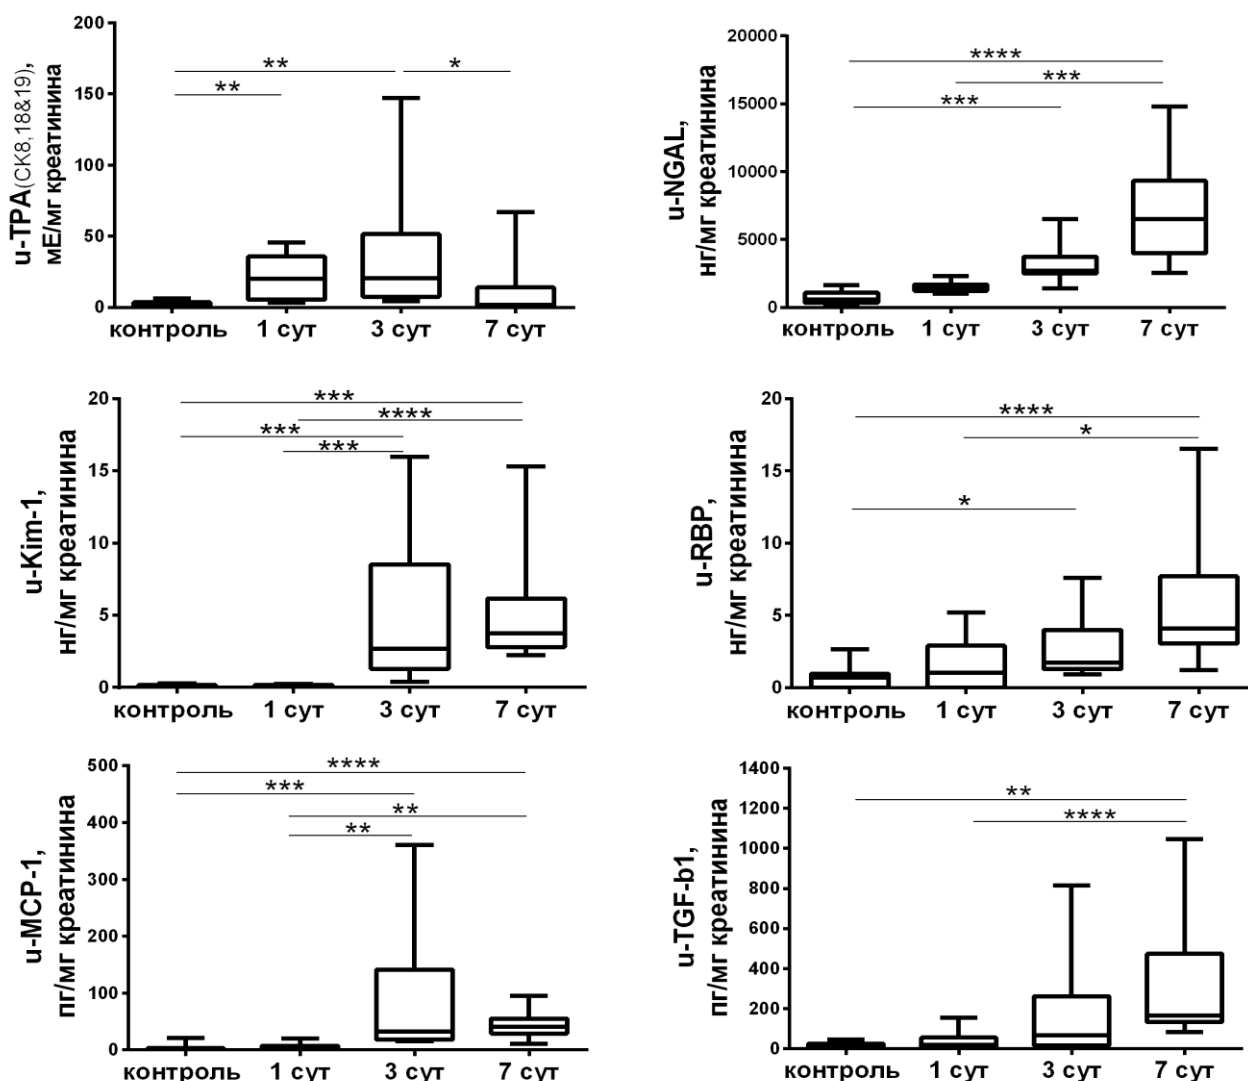 u-TPA(CK8,18&19),
мЕ/мг креатинина
200
150
100
50
0
**
*
**
контроль 1 сут 3 сут 7 сут
u-NGAL,
нг/мг креатинина
20000
15000
10000
5000
0
****
***
***
контроль 1 сут 3 сут 7 сут
u-Kim-1,
нг/мг креатинина
20
15
10
5
0
***
****
***
***
контроль 1 сут 3 сут 7 сут
u-RBP,
нг/мг креатинина
20
15
10
5
0
****
*
*
контроль 1 сут 3 сут 7 сут
u-MCP-1,
пг/мг креатинина
500
400
300
200
100
0
****
***
**
**
контроль 1 сут 3 сут 7 сут
u-TGF-b1,
пг/мг креатинина
1400
1200
1000
800
600
400
200
0
**
****
контроль 1 сут 3 сут 7 сут